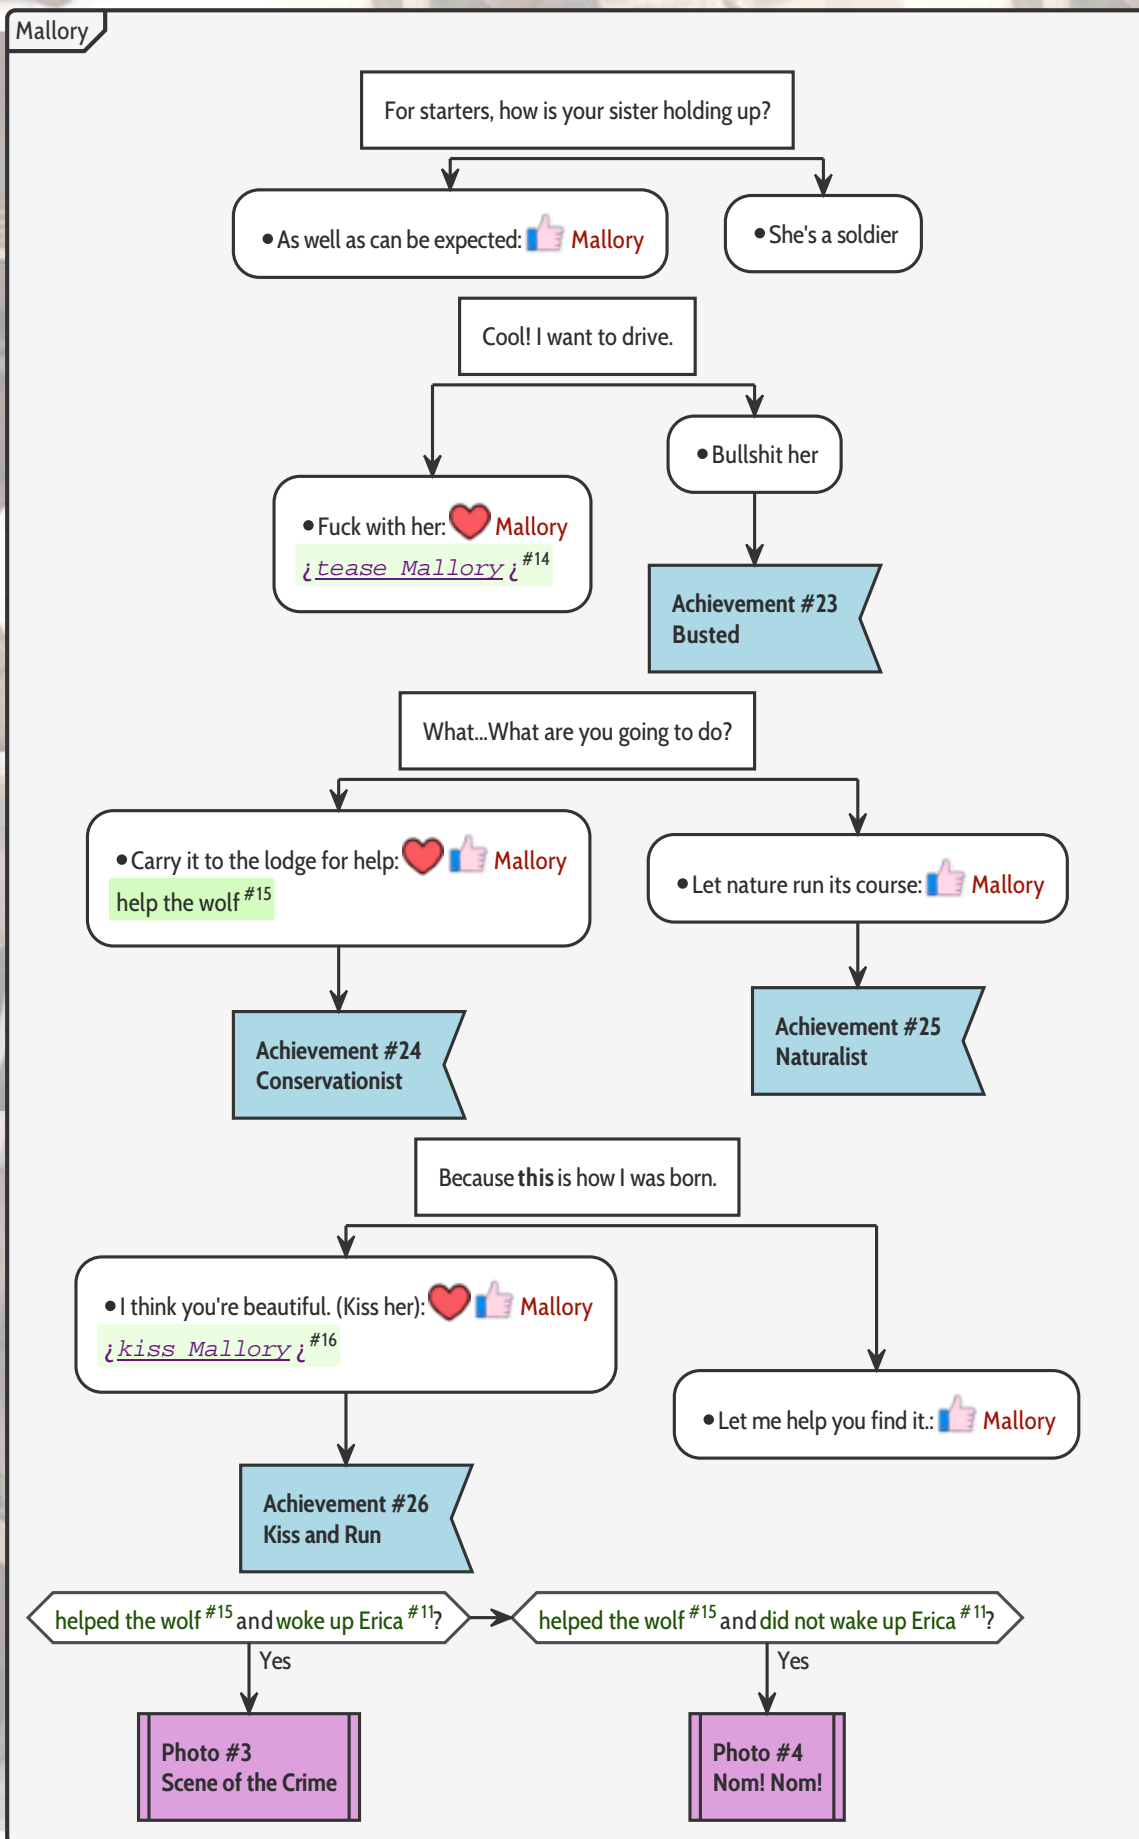 Mallory
For starters, how is your sister holding up?
•As well as can be expected: Mallory
•She's a soldier
Cool! I want to drive.
•Bullshit her
•Fuck with her: Mallory
¿tease Mallory¿ #14
Achievement #23
Busted
What...What are you going to do?
•Carry it to the lodge for help: Mallory
help the wolf #15
•Let nature run its course: Mallory
Achievement #24
Conservationist
Achievement #25
Naturalist
Because this is how I was born.
•I think you're beautiful. (Kiss her): Mallory
¿kiss Mallory¿ #16
•Let me help you find it.: Mallory
Achievement #26
Kiss and Run
helped the wolf #15 and woke up Erica #11?
helped the wolf #15 and did not wake up Erica #11?
Yes
Yes
Photo #3
Scene of the Crime
Photo #4
Nom! Nom!